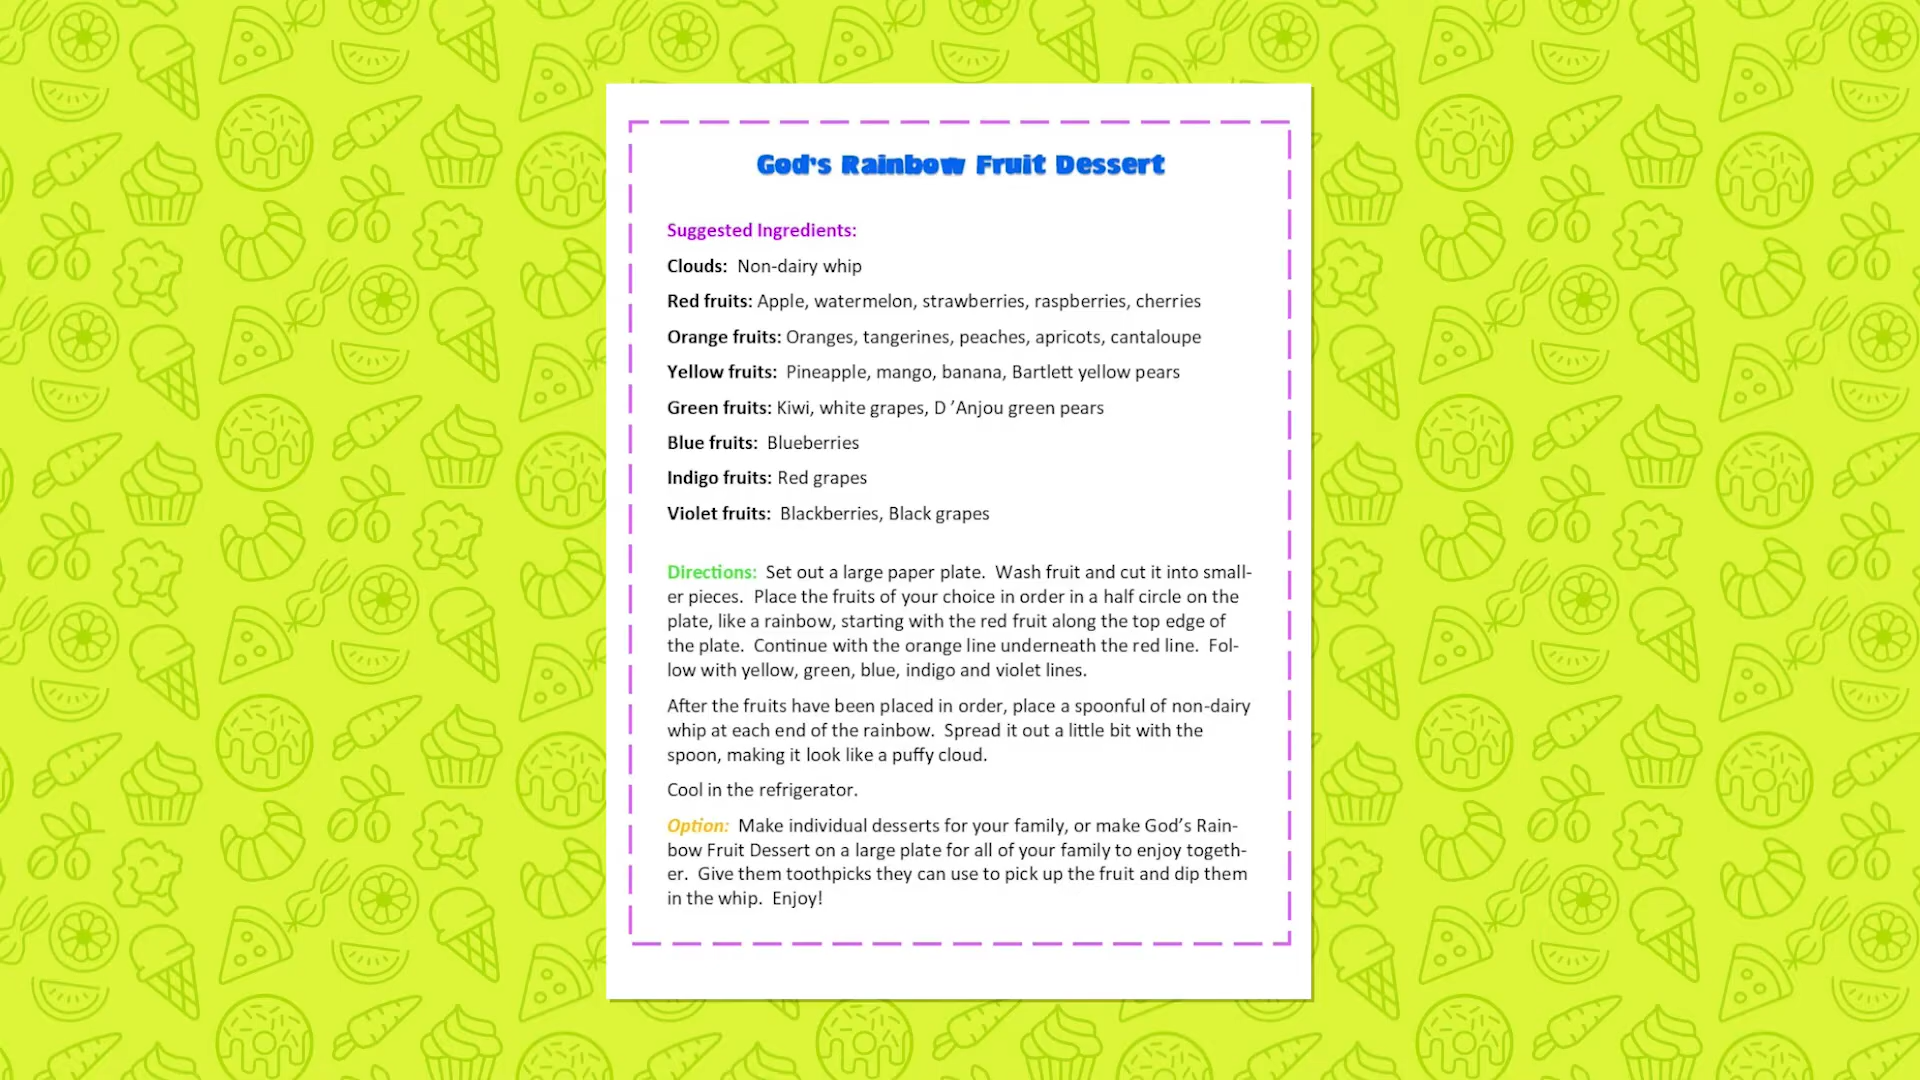 God's Rainbow Fruit Dessert
Suggested Ingredients:
Clouds:  Non-dairy whip
Red fruits: Apple, watermelon, strawberries, raspberries, cherries
Orange fruits: Oranges, tangerines, peaches, apricots, cantaloupe
Yellow fruits:  Pineapple, mango, banana, Bartlett yellow pears
Green fruits: Kiwi, white grapes, D ’Anjou green pears
Blue fruits:  Blueberries
Indigo fruits: Red grapes
Violet fruits:  Blackberries, Black grapes
Directions:  Set out a large paper plate.  Wash fruit and cut it into small-
er pieces.  Place the fruits of your choice in order in a half circle on the
plate, like a rainbow, starting with the red fruit along the top edge of
the plate.  Continue with the orange line underneath the red line.  Fol-
low with yellow, green, blue, indigo and violet lines.
After the fruits have been placed in order, place a spoonful of non-dairy
whip at each end of the rainbow.  Spread it out a little bit with the
spoon, making it look like a puffy cloud.
Cool in the refrigerator.
Option:  Make individual desserts for your family, or make God’s Rain-
bow Fruit Dessert on a large plate for all of your family to enjoy togeth-
er.  Give them toothpicks they can use to pick up the fruit and dip them
in the whip.  Enjoy!